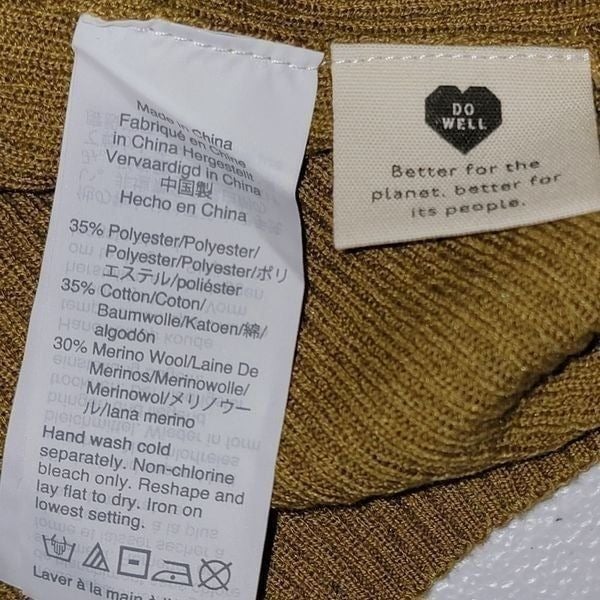 Made in China
Fabriqué en Chine
in China Hergestellt
Vervaardigd in China
中国製
Hecho en China
35% Polyester/Polyester/
Polyester/Polyester/ポリ
エステル/poliéster
35% Cotton/Coton/
Baumwolle/Katoen/綿/
algodón
30% Merino Wool/Laine De
Merinos/Merinowolle/
Merinowol/メリノウー
ル/lana merino
Hand wash cold
separately. Non-chlorine
bleach only. Reshape and
lay flat to dry. Iron on
lowest setting.
Laver à la main à l'
DO
WELL
Better for the
planet, better for
its people.